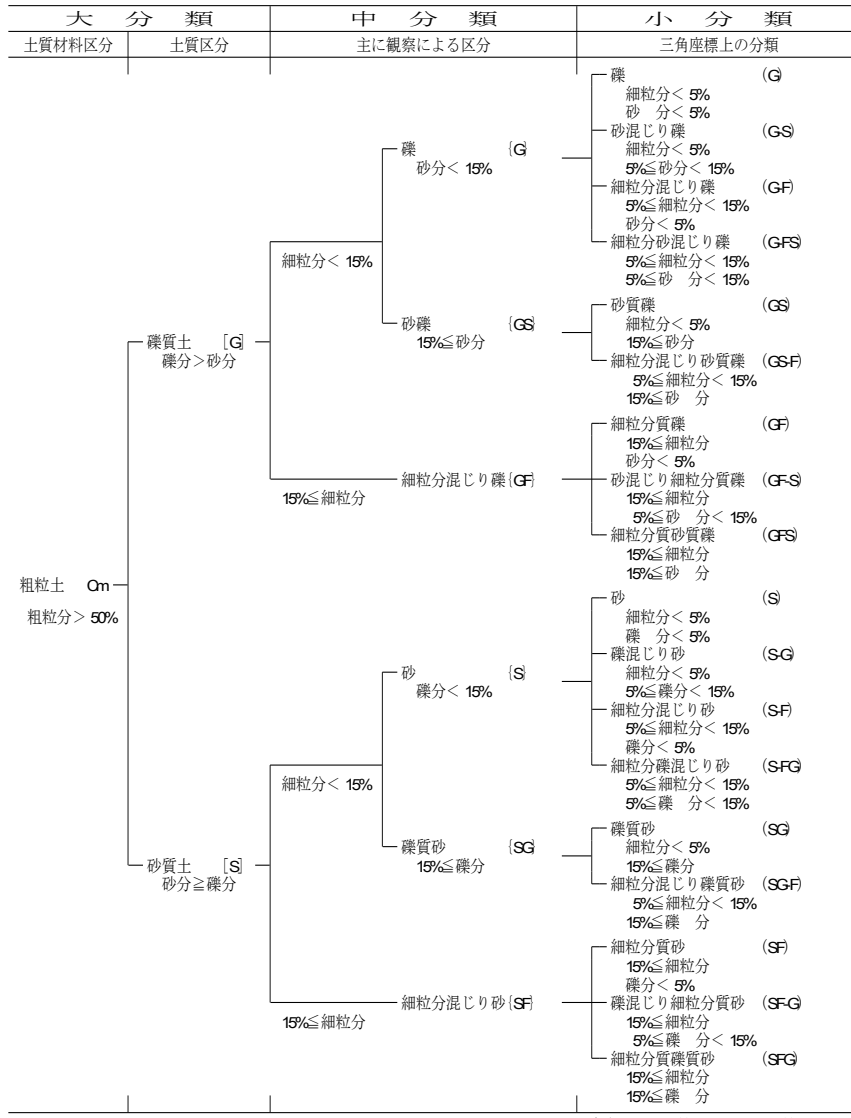 大 分 類 中 分 類 小 分 類
土質材料区分 土質区分 主に観察による区分 三角座標上の分類
礫 (G)
細粒分< 5%
砂　分< 5%
砂混じり礫 (G-S)
細粒分< 5%
5%≦砂分< 15%
礫 {G}
砂分< 15%
細粒分混じり礫 (G-F)
5%≦細粒分< 15%
砂分< 5%
細粒分砂混じり礫 (G-FS)
5%≦細粒分< 15%
5%≦砂　分< 15%
細粒分< 15%
砂質礫 (GS)
細粒分< 5%
15%≦砂分
砂礫 {GS}
15%≦砂分
礫質土 [G]
礫分>砂分
細粒分混じり砂質礫 (GS-F)
5%≦細粒分< 15%
15%≦砂　分
細粒分質礫 (GF)
15%≦細粒分
砂分< 5%
細粒分混じり礫{GF}
15%≦細粒分
砂混じり細粒分質礫 (GF-S)
15%≦細粒分
5%≦砂　分< 15%
細粒分質砂質礫 (GFS)
15%≦細粒分
15%≦砂　分
粗粒土 Cm
粗粒分> 50%
砂 (S)
細粒分< 5%
礫　分< 5%
礫混じり砂 (S-G)
細粒分< 5%
5%≦礫分< 15%
砂 {S}
礫分< 15%
細粒分混じり砂 (S-F)
5%≦細粒分< 15%
礫分< 5%
細粒分礫混じり砂 (S-FG)
5%≦細粒分< 15%
5%≦礫　分< 15%
細粒分< 15%
礫質砂 (SG)
細粒分< 5%
15%≦礫分
礫質砂 {SG}
15%≦礫分
砂質土 [S]
砂分≧礫分
細粒分混じり礫質砂 (SG-F)
5%≦細粒分< 15%
15%≦礫　分
細粒分質砂 (SF)
15%≦細粒分
礫分< 5%
細粒分混じり砂{SF}
15%≦細粒分
礫混じり細粒分質砂 (SF-G)
15%≦細粒分
5%≦礫　分< 15%
細粒分質礫質砂 (SFG)
15%≦細粒分
15%≦礫　分